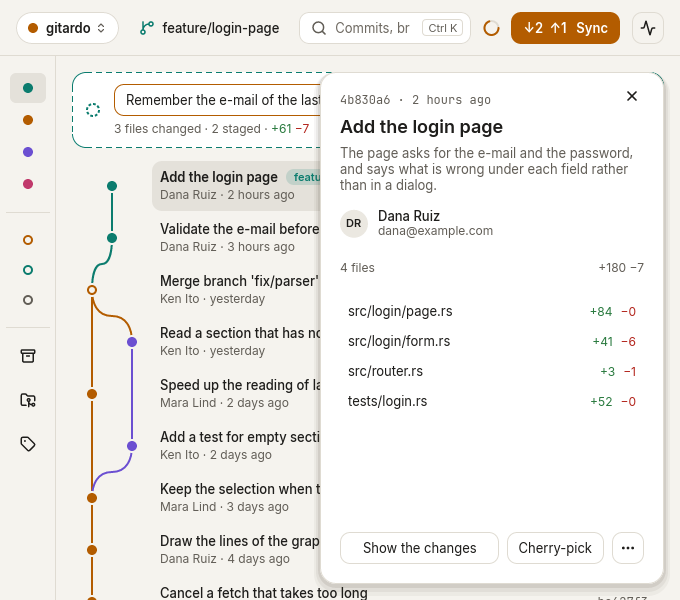 gitardo
feature/login-page
Commits, br
Ctrl K
↓2 ↑1 Sync
Remember the e-mail of the last
3 files changed · 2 staged · +61 −7
Add the login page
featu
Dana Ruiz · 2 hours ago
Validate the e-mail before
Dana Ruiz · 3 hours ago
Merge branch 'fix/parser'
Ken Ito · yesterday
Read a section that has no
Ken Ito · yesterday
Speed up the reading of la
Mara Lind · 2 days ago
Add a test for empty secti
Ken Ito · 2 days ago
Keep the selection when t
Mara Lind · 3 days ago
Draw the lines of the grap
Dana Ruiz · 4 days ago
Cancel a fetch that takes too long
4b830a6 · 2 hours ago
Add the login page
The page asks for the e-mail and the password,
and says what is wrong under each field rather
than in a dialog.
DR
Dana Ruiz
dana@example.com
4 files
+180 −7
src/login/page.rs +84 −0
src/login/form.rs +41 −6
src/router.rs +3 −1
tests/login.rs +52 −0
Show the changes
Cherry-pick